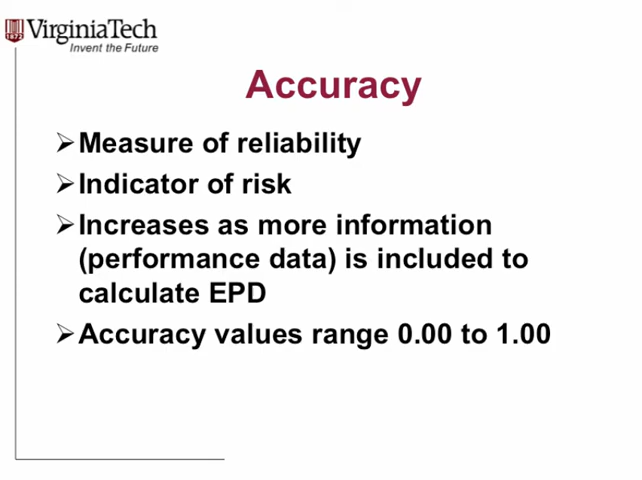 VirginiaTech
1872
Invent the Future
Accuracy
Measure of reliability
Indicator of risk
Increases as more information
(performance data) is included to
calculate EPD
Accuracy values range 0.00 to 1.00